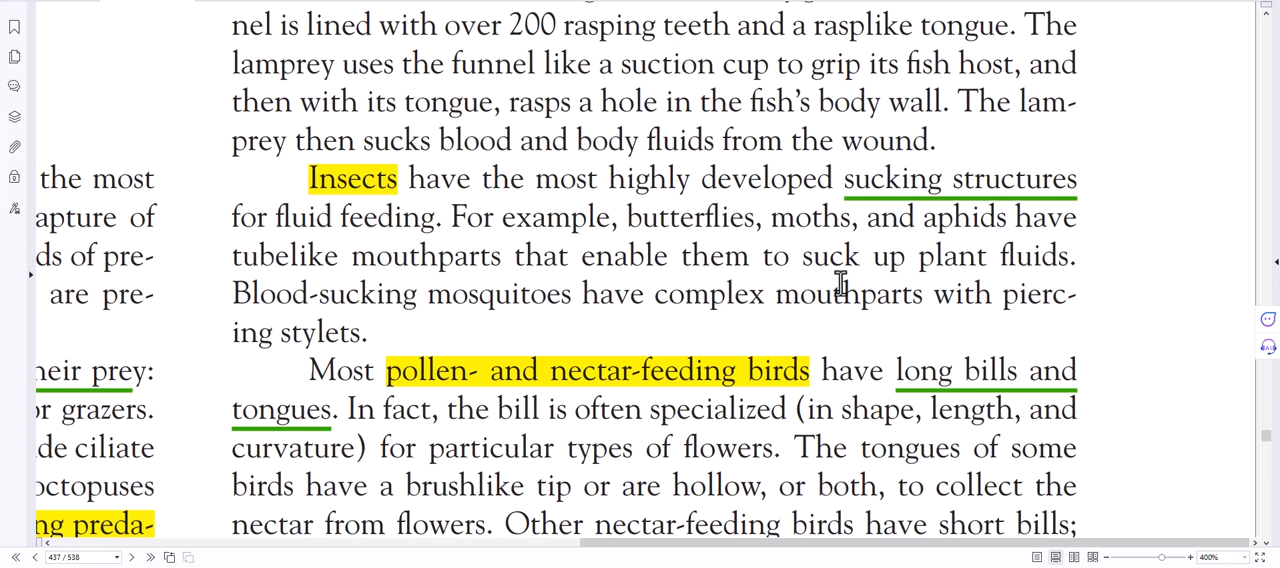 nel is lined with over 200 rasping teeth and a rasplike tongue. The
lamprey uses the funnel like a suction cup to grip its fish host, and
then with its tongue, rasps a hole in the fish's body wall. The lam-
prey then sucks blood and body fluids from the wound.
Insects have the most highly developed sucking structures
for fluid feeding. For example, butterflies, moths, and aphids have
tubelike mouthparts that enable them to suck up plant fluids.
Blood-sucking mosquitoes have complex mouthparts with pierc-
ing stylets.
Most pollen- and nectar-feeding birds have long bills and
tongues. In fact, the bill is often specialized (in shape, length, and
curvature) for particular types of flowers. The tongues of some
birds have a brushlike tip or are hollow, or both, to collect the
nectar from flowers. Other nectar-feeding birds have short bills;
the most
apture of
ds of pre-
are pre-
heir prey:
or grazers.
de ciliate
octopuses
ng preda-
437 / 538
400%